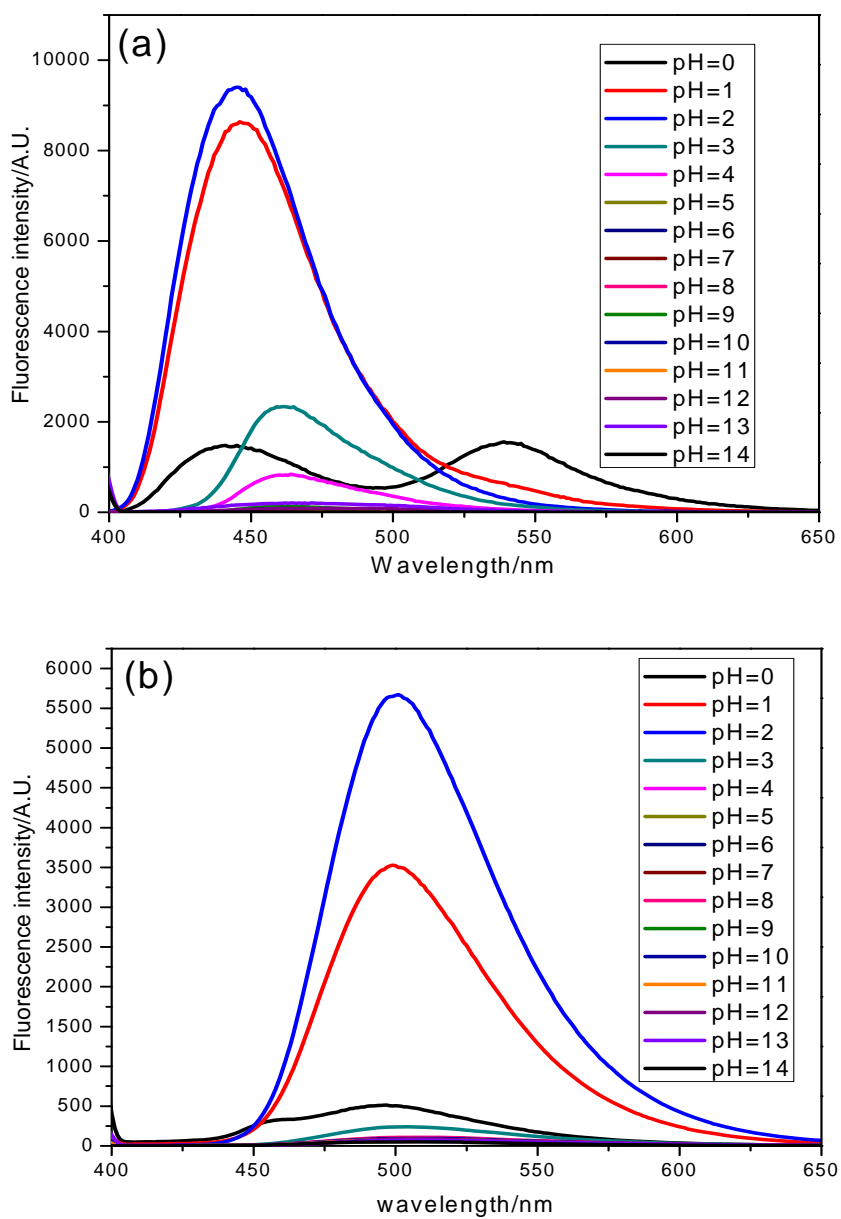 (a)
10000
8000
6000
4000
2000
0
Fluorescence intensity/A.U.
pH=0
pH=1
pH=2
pH=3
pH=4
pH=5
pH=6
pH=7
pH=8
pH=9
pH=10
pH=11
pH=12
pH=13
pH=14
400 450 500 550 600 650
Wavelength/nm
(b)
6000
5500
5000
4500
4000
3500
3000
2500
2000
1500
1000
500
0
Fluorescence intensity/A.U.
pH=0
pH=1
pH=2
pH=3
pH=4
pH=5
pH=6
pH=7
pH=8
pH=9
pH=10
pH=11
pH=12
pH=13
pH=14
400 450 500 550 600 650
wavelength/nm